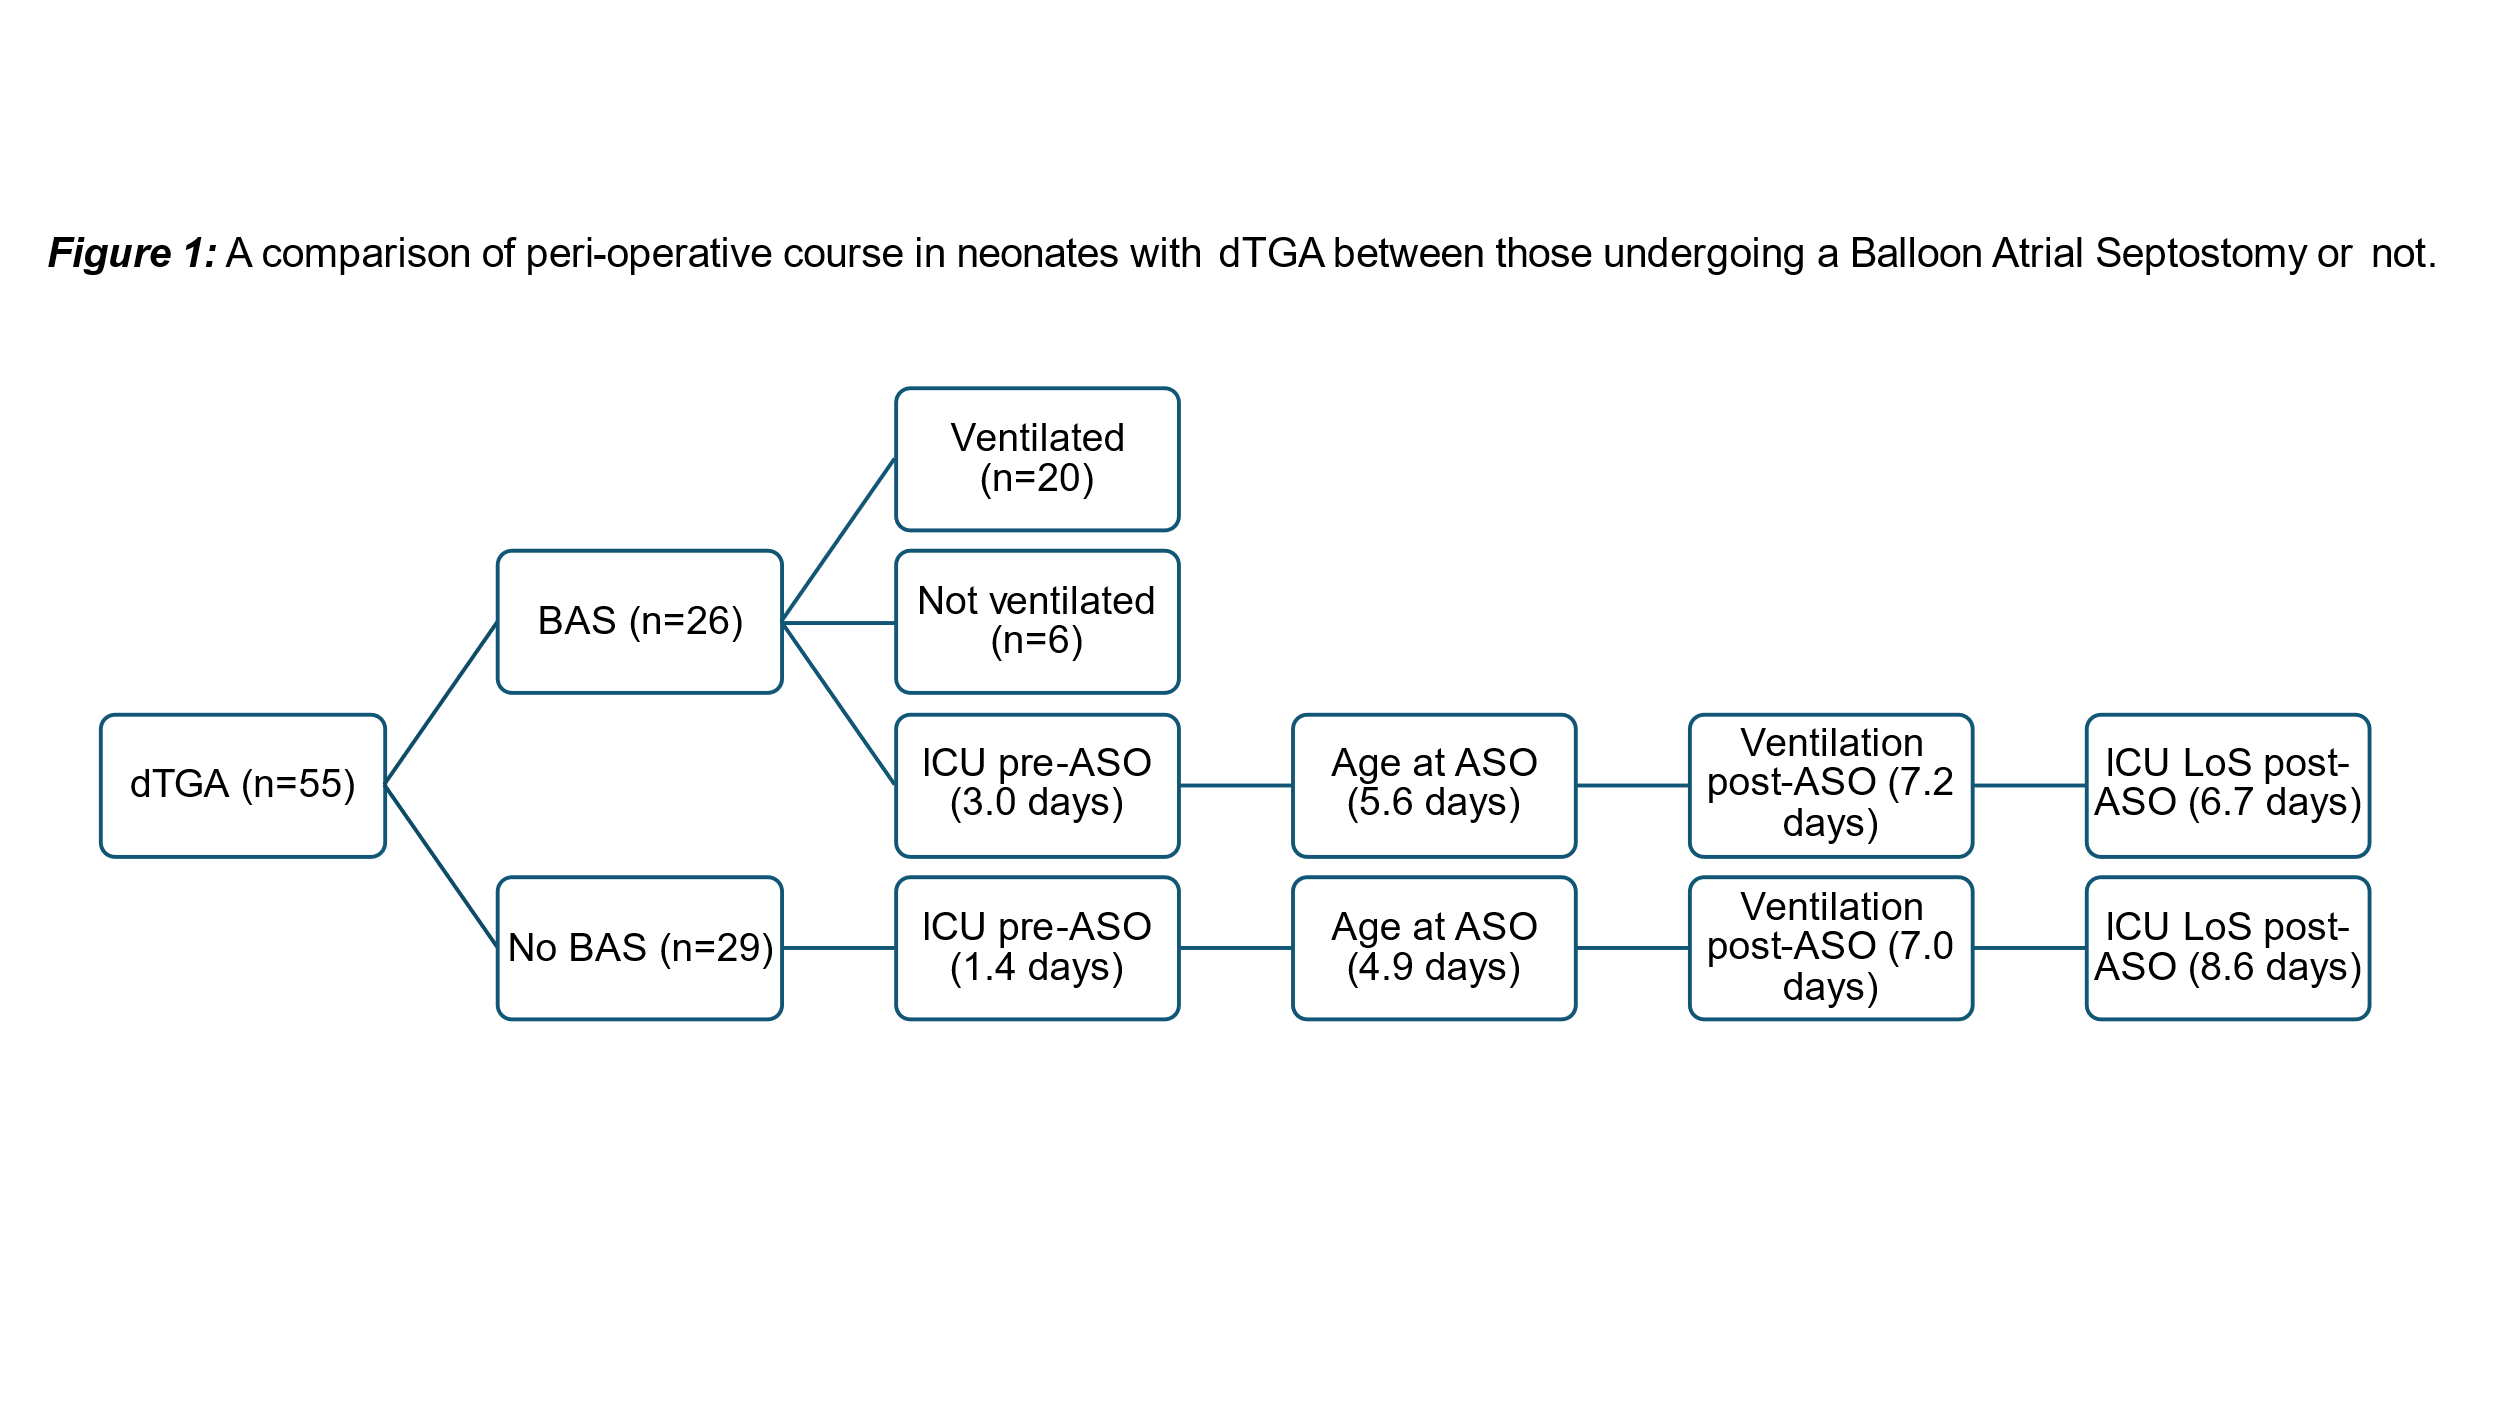 Figure 1: A comparison of peri-operative course in neonates with dTGA between those undergoing a Balloon Atrial Septostomy or not.
Ventilated
(n=20)
BAS (n=26)
Not ventilated
(n=6)
dTGA (n=55)
ICU pre-ASO
(3.0 days)
Age at ASO
(5.6 days)
Ventilation
post-ASO (7.2
days)
ICU LoS post-
ASO (6.7 days)
No BAS (n=29)
ICU pre-ASO
(1.4 days)
Age at ASO
(4.9 days)
Ventilation
post-ASO (7.0
days)
ICU LoS post-
ASO (8.6 days)